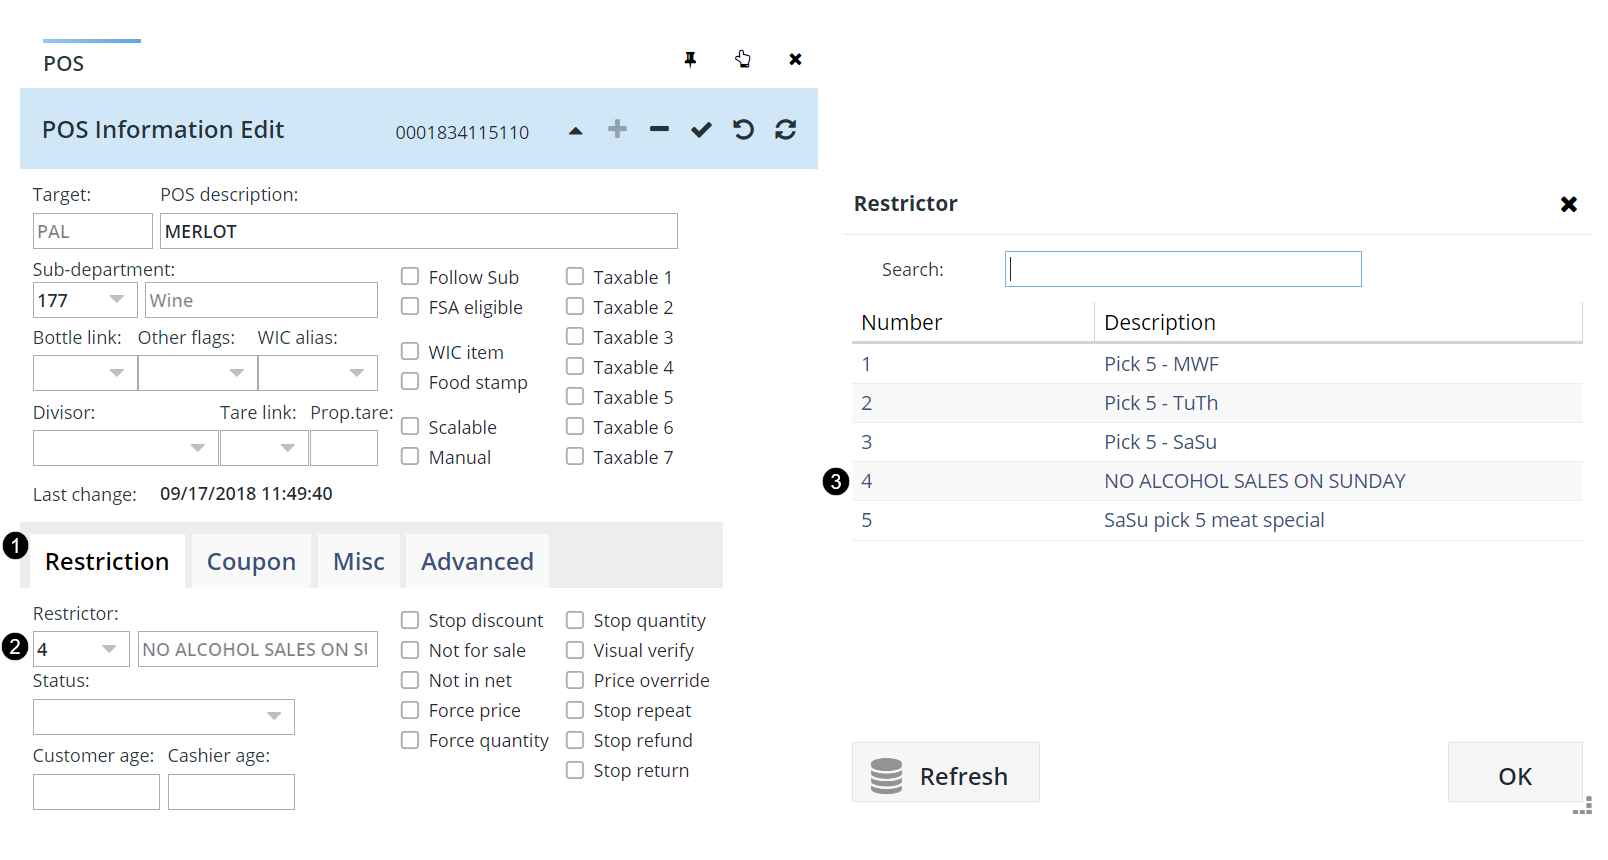 POS
POS Information Edit 0001834115110
Target: POS description:
PAL MERLOT
Sub-department:
177 Wine
Bottle link: Other flags: WIC alias:
Divisor: Tare link: Prop.tare:
Last change: 09/17/2018 11:49:40
Follow Sub
FSA eligible
WIC item
Food stamp
Scalable
Manual
Taxable 1
Taxable 2
Taxable 3
Taxable 4
Taxable 5
Taxable 6
Taxable 7
1 Restriction Coupon Misc Advanced
Restrictor:
2 4 NO ALCOHOL SALES ON SU
Status:
Customer age: Cashier age:
Stop discount
Not for sale
Not in net
Force price
Force quantity
Stop quantity
Visual verify
Price override
Stop repeat
Stop refund
Stop return
Restrictor
Search:
Number Description
1 Pick 5 - MWF
2 Pick 5 - TuTh
3 Pick 5 - SaSu
3 4 NO ALCOHOL SALES ON SUNDAY
5 SaSu pick 5 meat special
Refresh OK